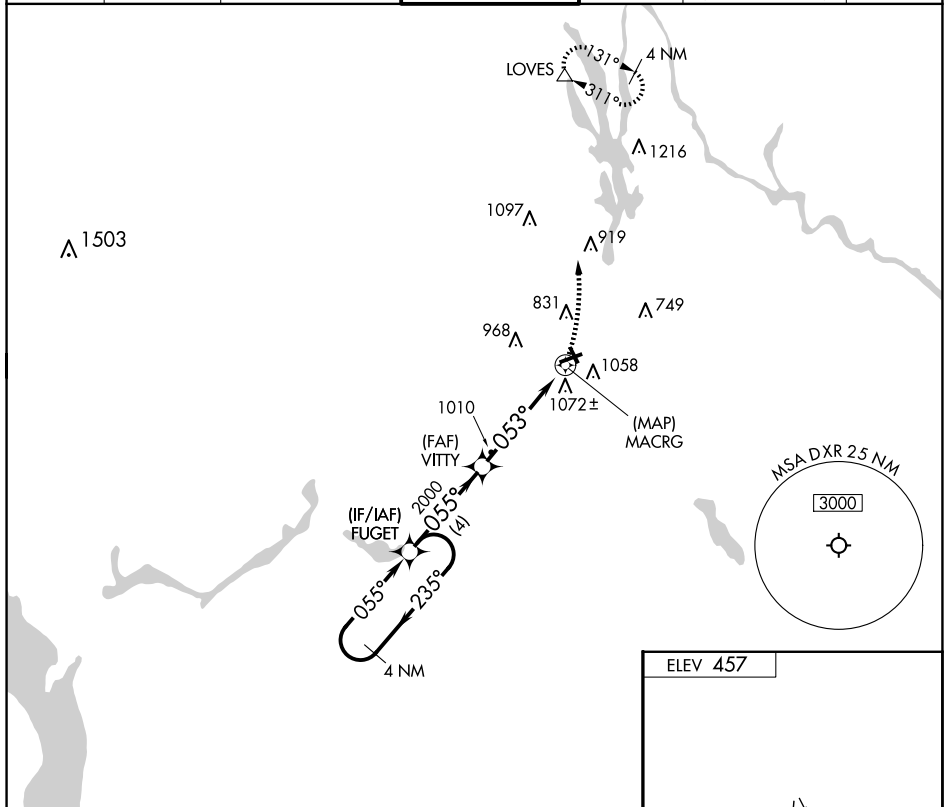 131°
4 NM
LOVES
311°
1216
1097
1503
919
831
749
968
1058
1072±
1010
053°
(MAP)
MACRG
(FAF)
VITTY
MSA DXR 25 NM
2000
055°
(4)
3000
(IF/IAF)
FUGET
055°
235°
4 NM
ELEV 457